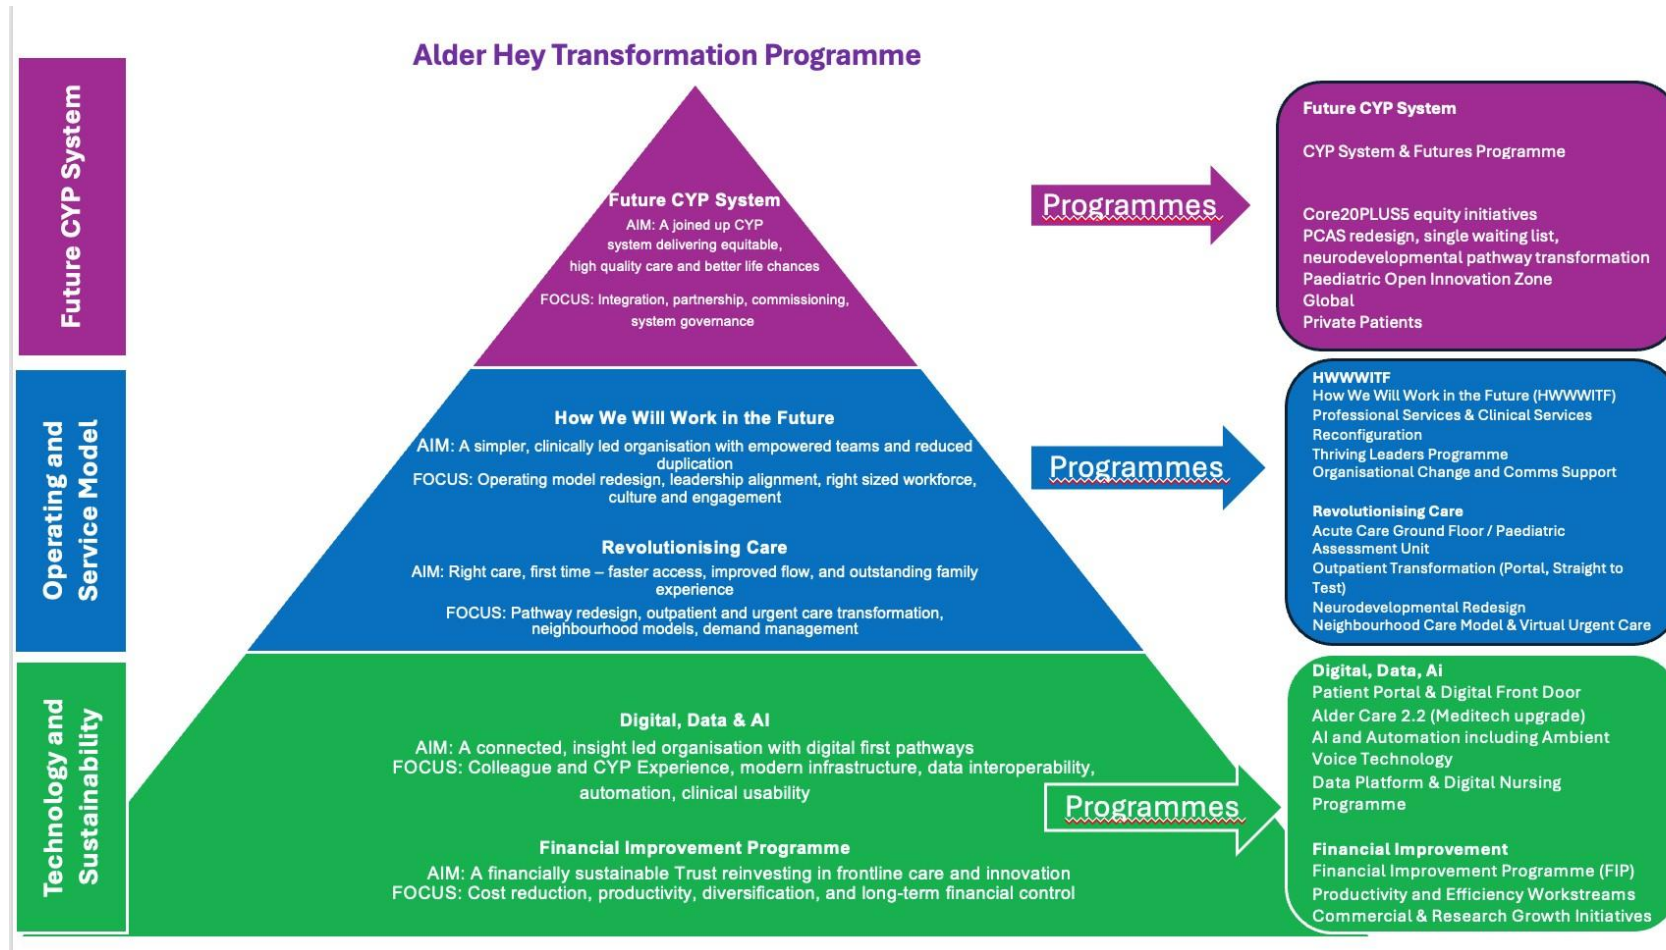 Alder Hey Transformation Programme
Future CYP System
Future CYP System
AIM: A joined up CYP
system delivering equitable,
high quality care and better life chances
FOCUS: Integration, partnership, commissioning,
system governance
Programmes
Future CYP System
CYP System & Futures Programme
Core20PLUS5 equity initiatives
PCAS redesign, single waiting list,
neurodevelopmental pathway transformation
Paediatric Open Innovation Zone
Global
Private Patients
Operating and
Service Model
How We Will Work in the Future
AIM: A simpler, clinically led organisation with empowered teams and reduced
duplication
FOCUS: Operating model redesign, leadership alignment, right sized workforce,
culture and engagement
Revolutionising Care
AIM: Right care, first time – faster access, improved flow, and outstanding family
experience
FOCUS: Pathway redesign, outpatient and urgent care transformation,
neighbourhood models, demand management
Programmes
HWWWITF
How We Will Work in the Future (HWWWITF)
Professional Services & Clinical Services
Reconfiguration
Thriving Leaders Programme
Organisational Change and Comms Support
Revolutionising Care
Acute Care Ground Floor / Paediatric
Assessment Unit
Outpatient Transformation (Portal, Straight to
Test)
Neurodevelopmental Redesign
Neighbourhood Care Model & Virtual Urgent Care
Technology and
Sustainability
Digital, Data & AI
AIM: A connected, insight led organisation with digital first pathways
FOCUS: Colleague and CYP Experience, modern infrastructure, data interoperability,
automation, clinical usability
Financial Improvement Programme
AIM: A financially sustainable Trust reinvesting in frontline care and innovation
FOCUS: Cost reduction, productivity, diversification, and long-term financial control
Programmes
Digital, Data, Ai
Patient Portal & Digital Front Door
Alder Care 2.2 (Meditech upgrade)
AI and Automation including Ambient
Voice Technology
Data Platform & Digital Nursing
Programme
Financial Improvement
Financial Improvement Programme (FIP)
Productivity and Efficiency Workstreams
Commercial & Research Growth Initiatives